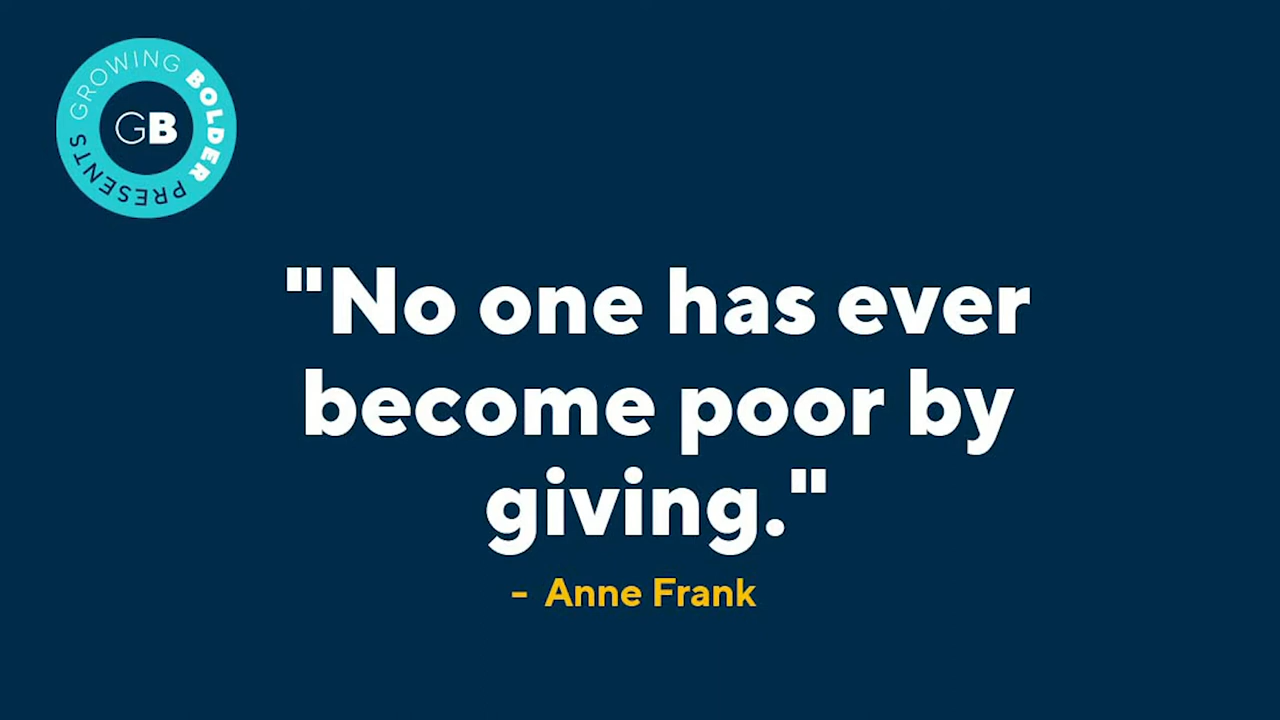 GROWING BOLDER
PRESENTS
GB
"No one has ever
become poor by
giving."
- Anne Frank